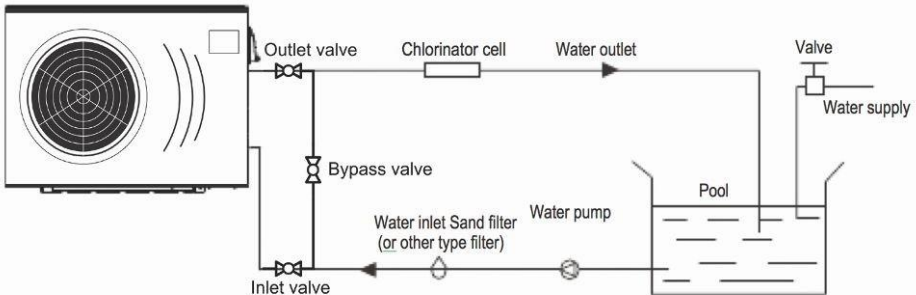 Outlet valve
Chlorinator cell
Water outlet
Valve
Water supply
Bypass valve
Pool
Water inlet Sand filter
(or other type filter)
Water pump
Inlet valve